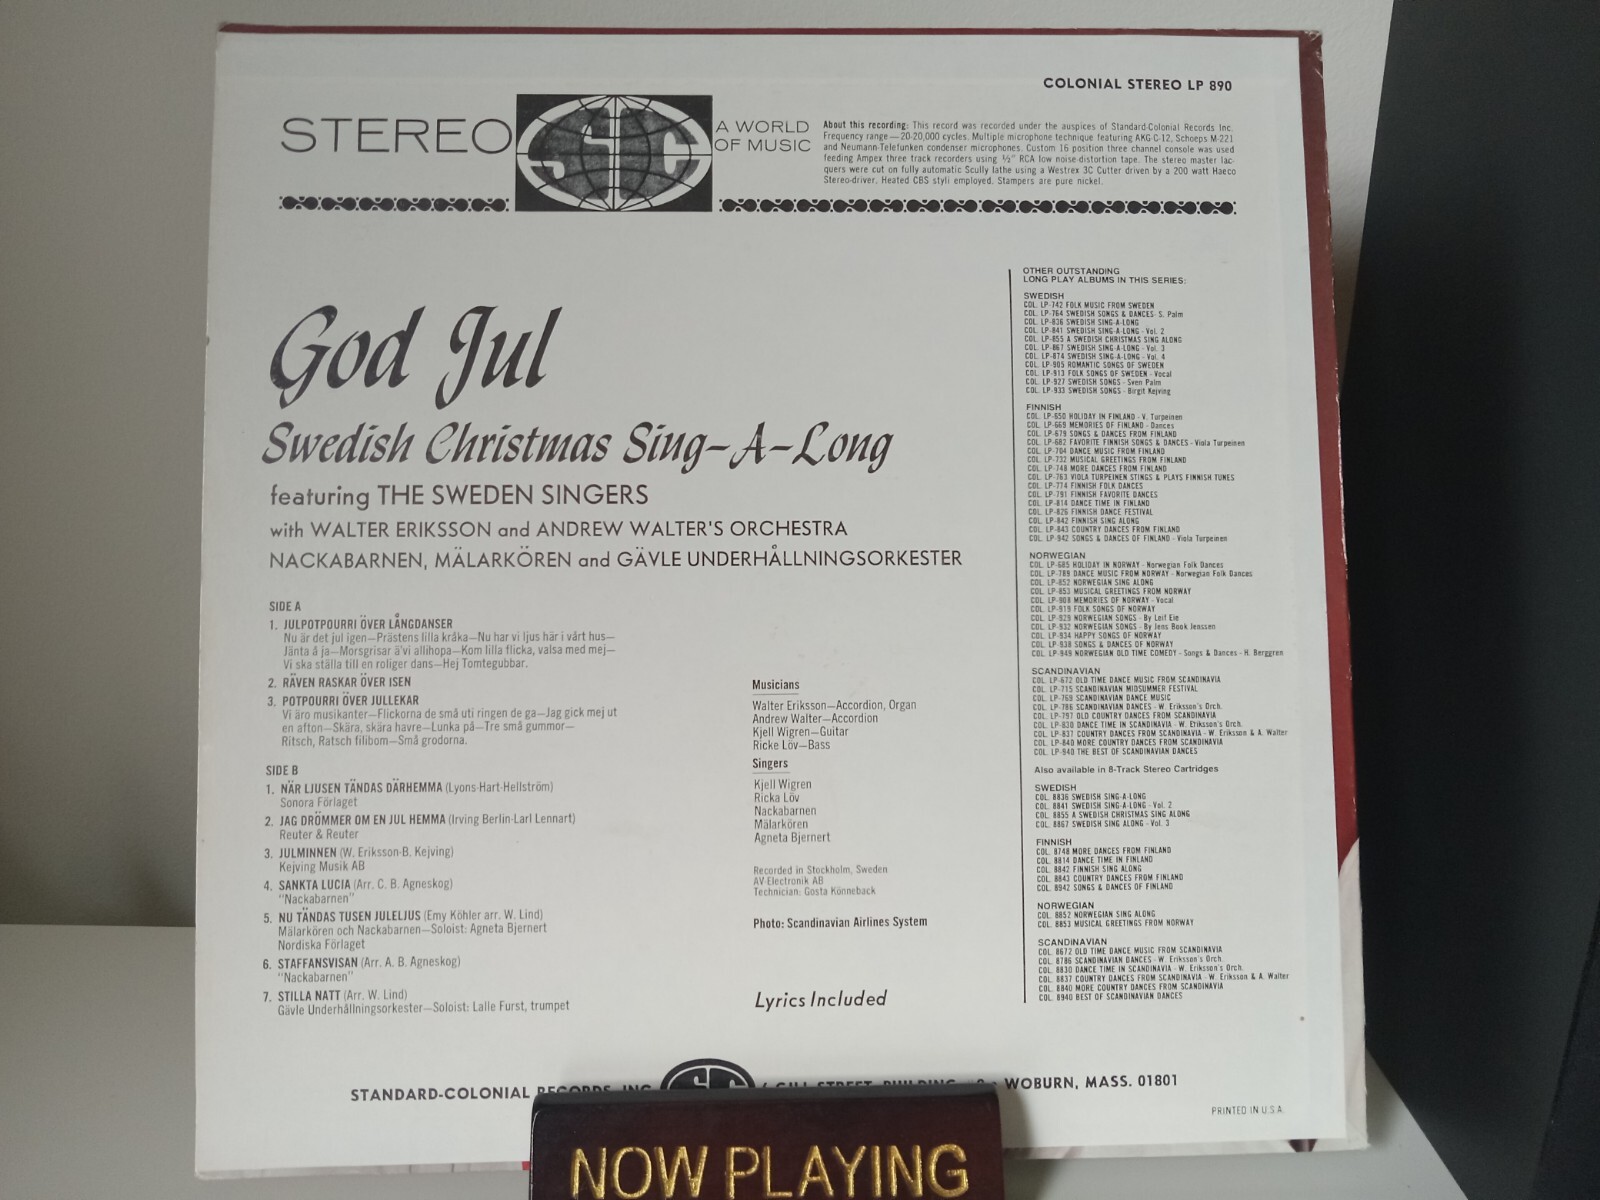 COLONIAL STEREO LP 890
STEREO
SC
A WORLD
OF MUSIC
About this recording: This record was recorded under the auspices of Standard-Colonial Records Inc.
Frequency range — 20-20,000 cycles. Multiple microphone technique featuring AKG C-12, Schoeps M-221
and Neumann-Telefunken condenser microphones. Custom 16 position three channel console was used
feeding Ampex three track recorders using ½" RCA low noise-distortion tape. The stereo master lac-
quers were cut on fully automatic Scully lathe using a Westrex 3C Cutter driven by a 200 watt Haeco
Stereo-driver. Heated CBS styli employed. Stampers are pure nickel.
God Jul
Swedish Christmas Sing-A-Long
featuring THE SWEDEN SINGERS
with WALTER ERIKSSON and ANDREW WALTER'S ORCHESTRA
NACKABARNEN, MÄLARKÖREN and GÄVLE UNDERHÅLLNINGSORKESTER
SIDE A
1. JULPOTPOURRI ÖVER LÅNGDANSER
Nu är det jul igen—Prästens lilla kråka—Nu har vi ljus här i vårt hus—
Jänta å ja—Morsgrisar ä'vi allihopa—Kom lilla flicka, valsa med mej—
Vi ska ställa till en roliger dans—Hej Tomtegubbar.
2. RÄVEN RASKAR ÖVER ISEN
3. POTPOURRI ÖVER JULLEKAR
Vi äro musikanter—Flickorna de små uti ringen de ga—Jag gick mej ut
en afton—Skära, skära havre—Lunka på—Tre små gummor—
Ritsch, Ratsch filibom—Små grodorna.
SIDE B
1. NÄR LJUSEN TÄNDAS DÄRHEMMA (Lyons-Hart-Hellström)
Sonora Förlaget
2. JAG DRÖMMER OM EN JUL HEMMA (Irving Berlin-Larl Lennart)
Reuter & Reuter
3. JULMINNEN (W. Eriksson-B. Kejving)
Kejving Musik AB
4. SANKTA LUCIA (Arr. C. B. Agneskog)
"Nackabarnen"
5. NU TÄNDAS TUSEN JULELJUS (Emy Köhler arr. W. Lind)
Mälarkören och Nackabarnen—Soloist: Agneta Bjernert
Nordiska Förlaget
6. STAFFANSVISAN (Arr. A. B. Agneskog)
"Nackabarnen"
7. STILLA NATT (Arr. W. Lind)
Gävle Underhållningsorkester—Soloist: Lalle Furst, trumpet
Musicians
Walter Eriksson—Accordion, Organ
Andrew Walter—Accordion
Kjell Wigren—Guitar
Ricke Löv—Bass
Singers
Kjell Wigren
Ricka Löv
Nackabarnen
Mälarkören
Agneta Bjernert
Recorded in Stockholm, Sweden
AV-Electronik AB
Technician: Gosta Könneback
Photo: Scandinavian Airlines System
Lyrics Included
OTHER OUTSTANDING
LONG PLAY ALBUMS IN THIS SERIES:
SWEDISH
COL. LP-742 FOLK MUSIC FROM SWEDEN
COL. LP-764 SWEDISH SONGS & DANCES- S. Palm
COL. LP-836 SWEDISH SING-A-LONG
COL. LP-841 SWEDISH SING-A-LONG - Vol. 2
COL. LP-855 A SWEDISH CHRISTMAS SING ALONG
COL. LP-867 SWEDISH SING-A-LONG - Vol. 3
COL. LP-874 SWEDISH SING-A-LONG - Vol. 4
COL. LP-905 ROMANTIC SONGS OF SWEDEN
COL. LP-913 FOLK SONGS OF SWEDEN - Vocal
COL. LP-927 SWEDISH SONGS - Sven Palm
COL. LP-933 SWEDISH SONGS - Birgit Kejving
FINNISH
COL. LP-650 HOLIDAY IN FINLAND - V. Turpeinen
COL. LP-669 MEMORIES OF FINLAND - Dances
COL. LP-679 SONGS & DANCES FROM FINLAND
COL. LP-682 FAVORITE FINNISH SONGS & DANCES - Viola Turpeinen
COL. LP-704 DANCE MUSIC FROM FINLAND
COL. LP-732 MUSICAL GREETINGS FROM FINLAND
COL. LP-748 MORE DANCES FROM FINLAND
COL. LP-763 VIOLA TURPEINEN STINGS & PLAYS FINNISH TUNES
COL. LP-774 FINNISH FOLK DANCES
COL. LP-791 FINNISH FAVORITE DANCES
COL. LP-814 DANCE TIME IN FINLAND
COL. LP-826 FINNISH DANCE FESTIVAL
COL. LP-842 FINNISH SING ALONG
COL. LP-843 COUNTRY DANCES FROM FINLAND
COL. LP-942 SONGS & DANCES OF FINLAND - Viola Turpeinen
NORWEGIAN
COL. LP-685 HOLIDAY IN NORWAY - Norwegian Folk Dances
COL. LP-789 DANCE MUSIC FROM NORWAY - Norwegian Folk Dances
COL. LP-852 NORWEGIAN SING ALONG
COL. LP-853 MUSICAL GREETINGS FROM NORWAY
COL. LP-908 MEMORIES OF NORWAY - Vocal
COL. LP-919 FOLK SONGS OF NORWAY
COL. LP-929 NORWEGIAN SONGS - By Leif Eie
COL. LP-932 NORWEGIAN SONGS - By Jens Book Jenssen
COL. LP-934 HAPPY SONGS OF NORWAY
COL. LP-938 SONGS & DANCES OF NORWAY
COL. LP-949 NORWEGIAN OLD TIME COMEDY - Songs & Dances - H. Berggren
SCANDINAVIAN
COL. LP-672 OLD TIME DANCE MUSIC FROM SCANDINAVIA
COL. LP-715 SCANDINAVIAN MIDSUMMER FESTIVAL
COL. LP-769 SCANDINAVIAN DANCE MUSIC
COL. LP-786 SCANDINAVIAN DANCES - W. Eriksson's Orch.
COL. LP-797 OLD COUNTRY DANCES FROM SCANDINAVIA
COL. LP-830 DANCE TIME IN SCANDINAVIA - W. Eriksson's Orch.
COL. LP-837 COUNTRY DANCES FROM SCANDINAVIA - W. Eriksson & A. Walter
COL. LP-840 MORE COUNTRY DANCES FROM SCANDINAVIA
COL. LP-940 THE BEST OF SCANDINAVIAN DANCES
Also available in 8-Track Stereo Cartridges
SWEDISH
COL. 8836 SWEDISH SING-A-LONG
COL. 8841 SWEDISH SING-A-LONG - Vol. 2
COL. 8855 A SWEDISH CHRISTMAS SING ALONG
COL. 8867 SWEDISH SING ALONG - Vol. 3
FINNISH
COL. 8748 MORE DANCES FROM FINLAND
COL. 8814 DANCE TIME IN FINLAND
COL. 8842 FINNISH SING ALONG
COL. 8843 COUNTRY DANCES FROM FINLAND
COL. 8942 SONGS & DANCES OF FINLAND
NORWEGIAN
COL. 8852 NORWEGIAN SING ALONG
COL. 8853 MUSICAL GREETINGS FROM NORWAY
SCANDINAVIAN
COL. 8672 OLD TIME DANCE MUSIC FROM SCANDINAVIA
COL. 8786 SCANDINAVIAN DANCES - W. Eriksson's Orch.
COL. 8830 DANCE TIME IN SCANDINAVIA - W. Eriksson's Orch.
COL. 8837 COUNTRY DANCES FROM SCANDINAVIA - W. Eriksson & A. Walter
COL. 8840 MORE COUNTRY DANCES FROM SCANDINAVIA
COL. 8940 BEST OF SCANDINAVIAN DANCES
STANDARD-COLONIAL RECORDS, INC. SC GILL STREET, BUILDING WOBURN, MASS. 01801
PRINTED IN U.S.A.
NOW PLAYING